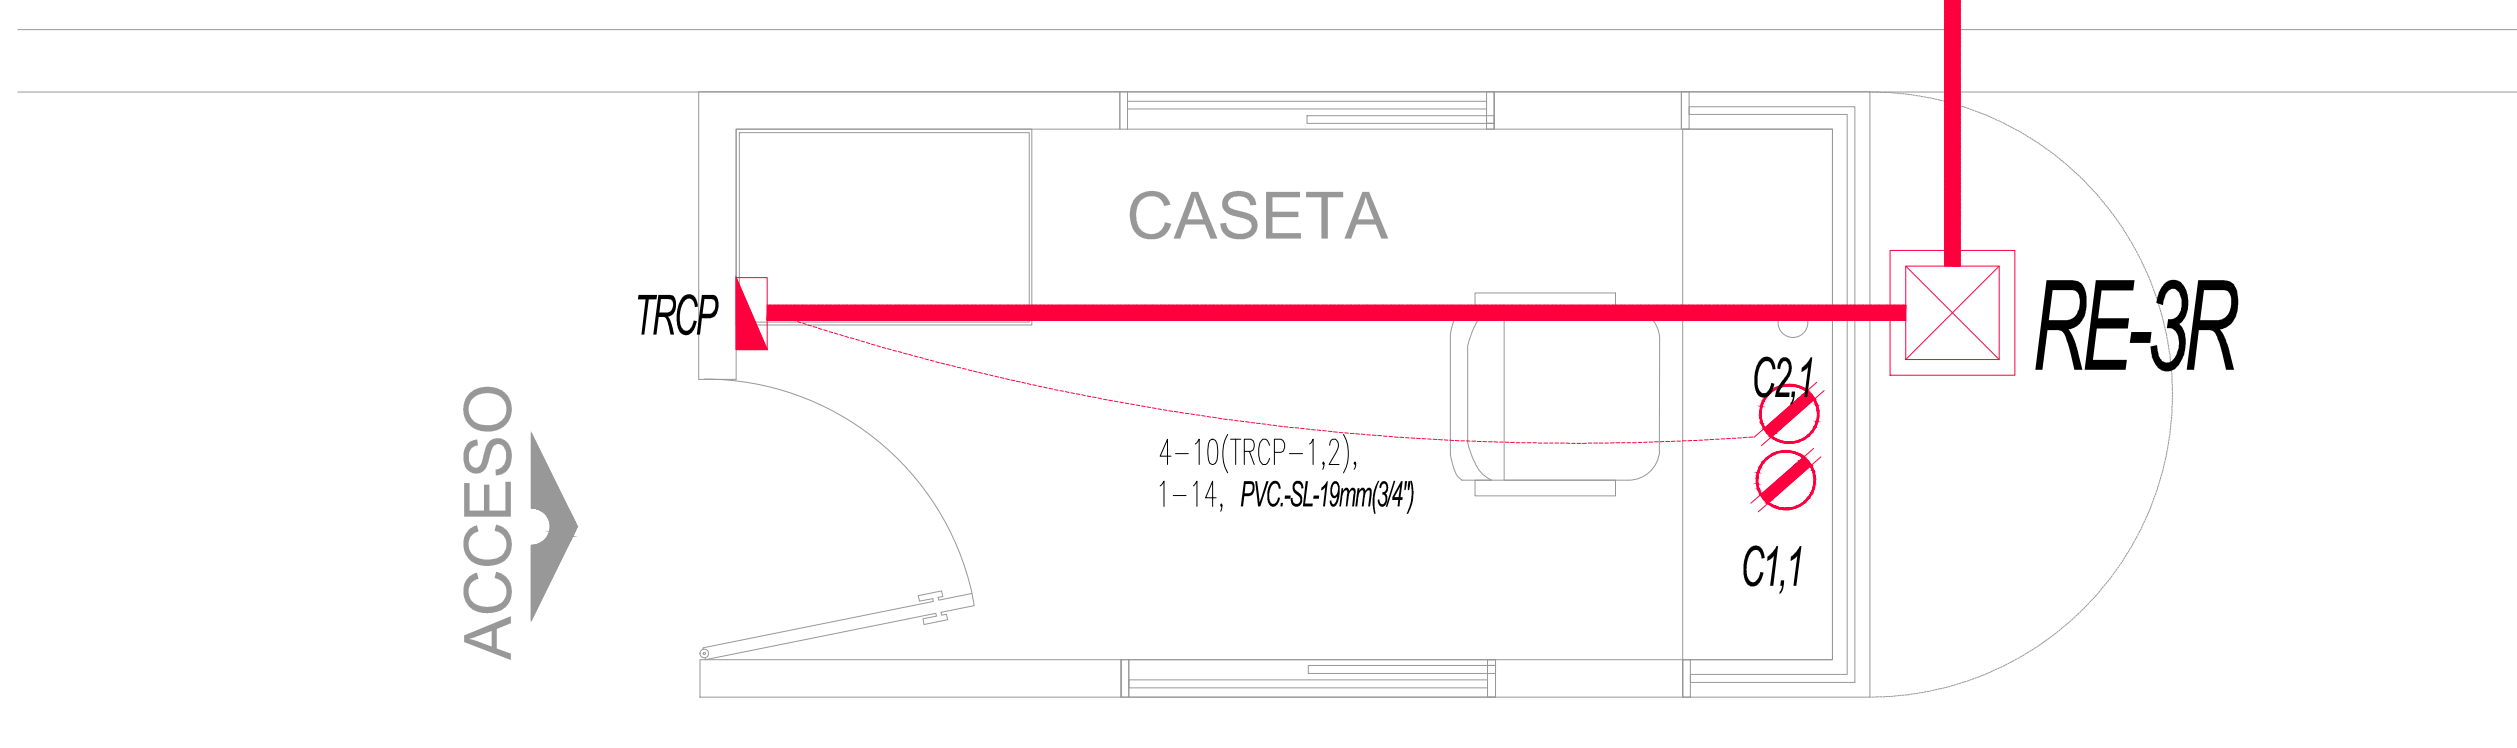 CASETA
TRCP
RE-3R
C2,1
ACCESO
4-10(TRCP-1,2),
1-14, PVC.-SL-19mm(3/4")
C1,1